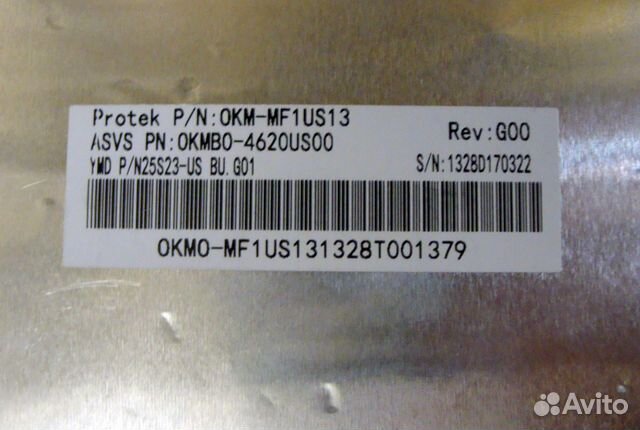 Protek P/N:0KM-MF1US13
Rev:G00
ASVS PN:0KMB0-4620US00
YMD P/N25S23-US BU.G01
S/N:1328D170322
0KM0-MF1US131328T001379
Avito